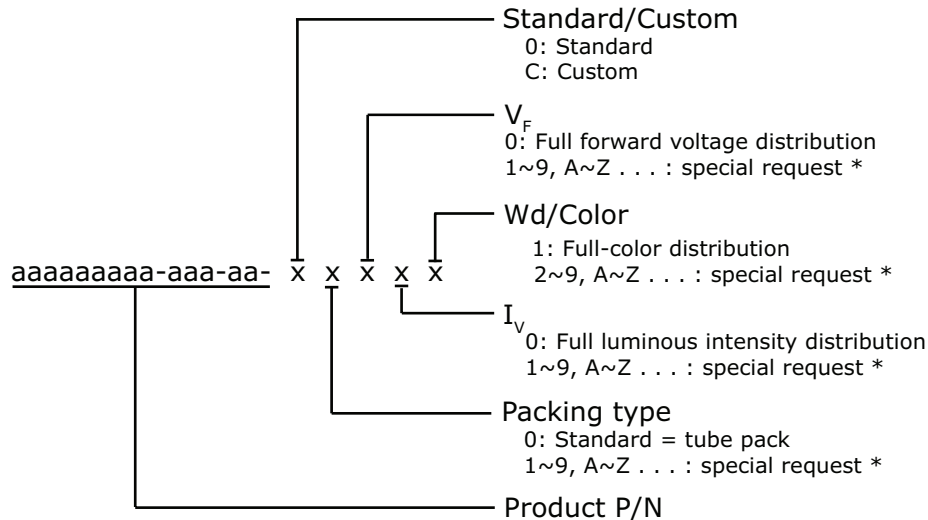 Standard/Custom
0: Standard
C: Custom
VF
0: Full forward voltage distribution
1~9, A~Z . . . : special request *
Wd/Color
1: Full-color distribution
2~9, A~Z . . . : special request *
aaaaaaaaa-aaa-aa- x x x x x
IV
0: Full luminous intensity distribution
1~9, A~Z . . . : special request *
Packing type
0: Standard = tube pack
1~9, A~Z . . . : special request *
Product P/N